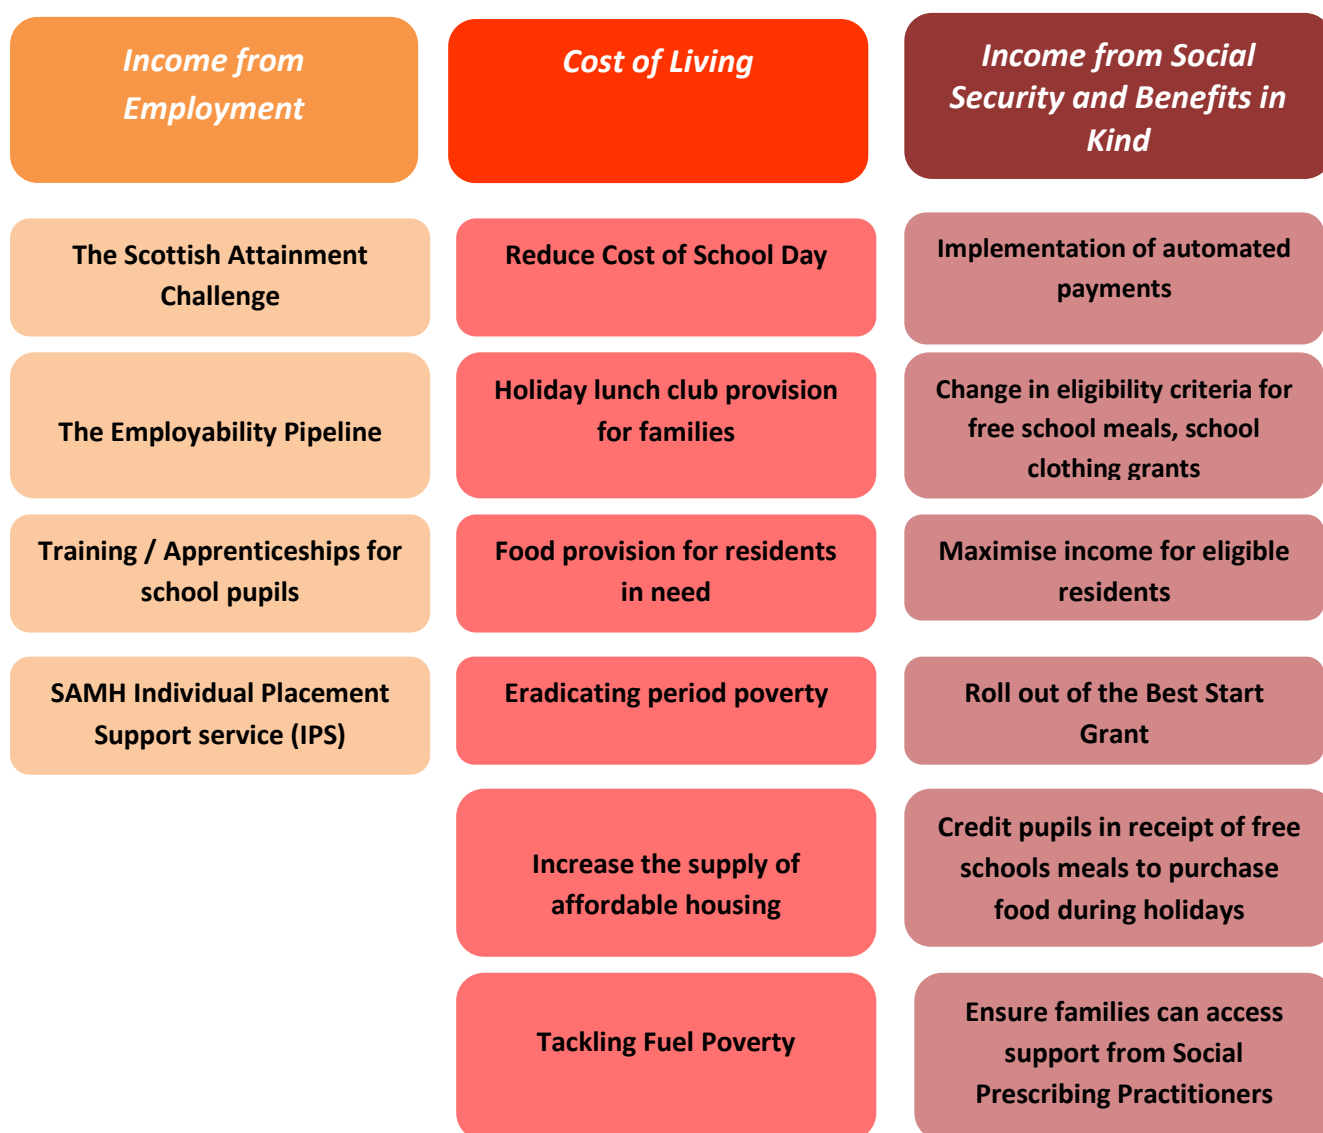 Income from
Employment
Cost of Living
Income from Social
Security and Benefits in
Kind
The Scottish Attainment
Challenge
Reduce Cost of School Day
Implementation of automated
payments
The Employability Pipeline
Holiday lunch club provision
for families
Change in eligibility criteria for
free school meals, school
clothing grants
Training / Apprenticeships for
school pupils
Food provision for residents
in need
Maximise income for eligible
residents
SAMH Individual Placement
Support service (IPS)
Eradicating period poverty
Roll out of the Best Start
Grant
Increase the supply of
affordable housing
Credit pupils in receipt of free
schools meals to purchase
food during holidays
Tackling Fuel Poverty
Ensure families can access
support from Social
Prescribing Practitioners